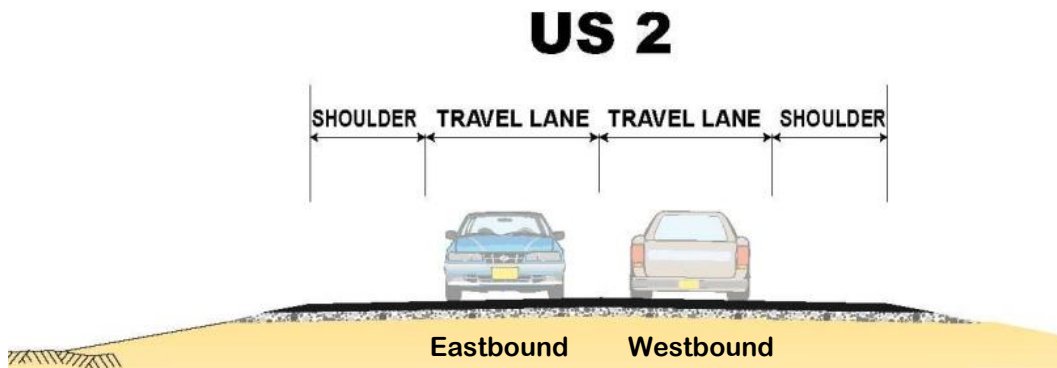 US 2
SHOULDER TRAVEL LANE TRAVEL LANE SHOULDER
Eastbound Westbound